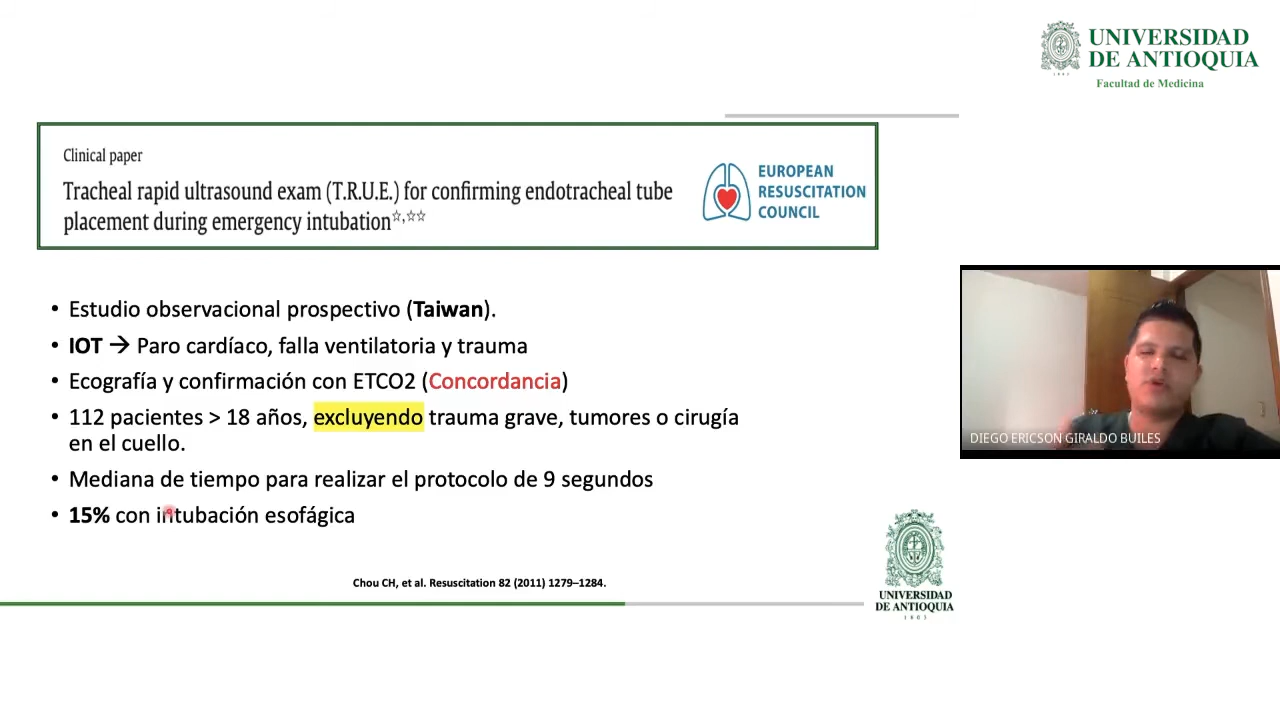 UNIVERSIDAD
DE ANTIOQUIA
1803
Facultad de Medicina
Clinical paper
Tracheal rapid ultrasound exam (T.R.U.E.) for confirming endotracheal tube
placement during emergency intubation☆,☆☆
EUROPEAN
RESUSCITATION
COUNCIL
• Estudio observacional prospectivo (Taiwan).
• IOT → Paro cardíaco, falla ventilatoria y trauma
• Ecografía y confirmación con ETCO2 (Concordancia)
• 112 pacientes > 18 años, excluyendo trauma grave, tumores o cirugía
en el cuello.
• Mediana de tiempo para realizar el protocolo de 9 segundos
• 15% con intubación esofágica
DIEGO ERICSON GIRALDO BUILES
Chou CH, et al. Resuscitation 82 (2011) 1279–1284.
UNIVERSIDAD
DE ANTIOQUIA
1803